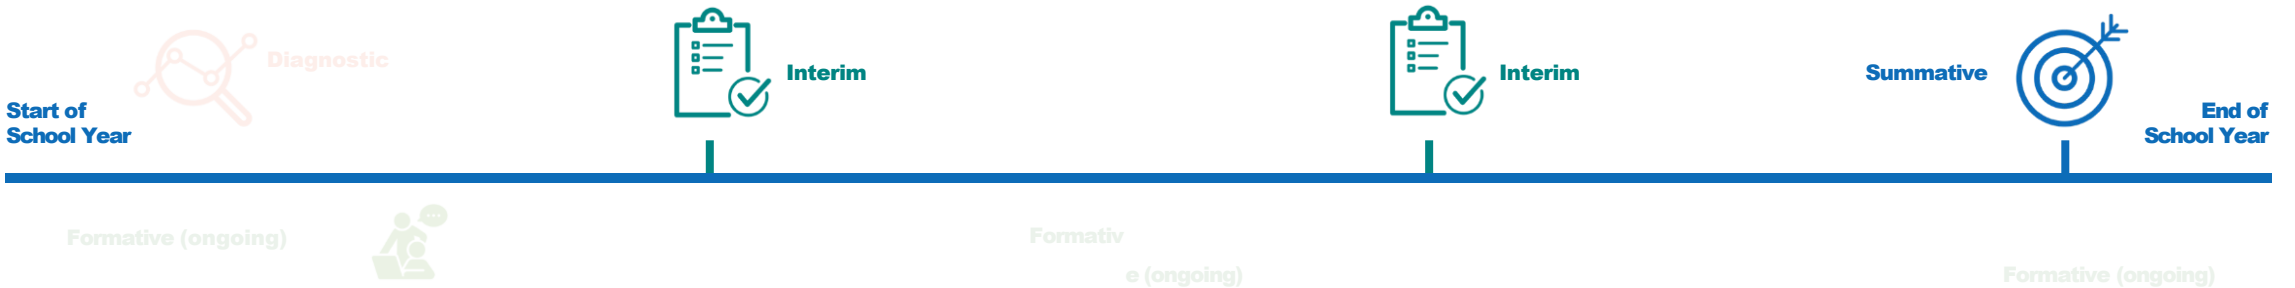 Diagnostic
Interim
Interim
Summative
Start of
School Year
End of
School Year
Formative (ongoing)
Formativ
e (ongoing)
Formative (ongoing)